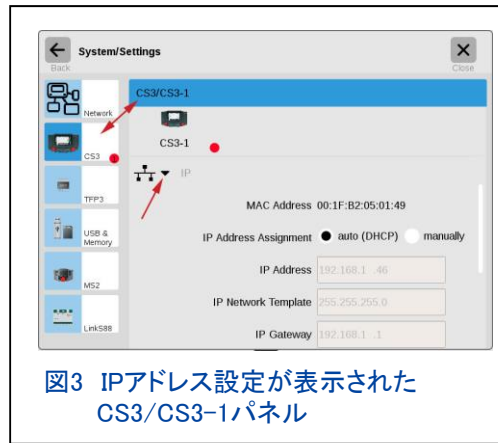 System/Settings
Back
Close
Network
CS3
TFP3
USB &
Memory
MS2
LinkS88
CS3/CS3-1
CS3-1
IP
MAC Address 00:1F:B2:05:01:49
IP Address Assignment auto (DHCP) manually
IP Address 192.168.1 .46
IP Network Template 255.255.255.0
IP Gateway 192.168.1 .1
図3 IPアドレス設定が表示された
CS3/CS3-1パネル